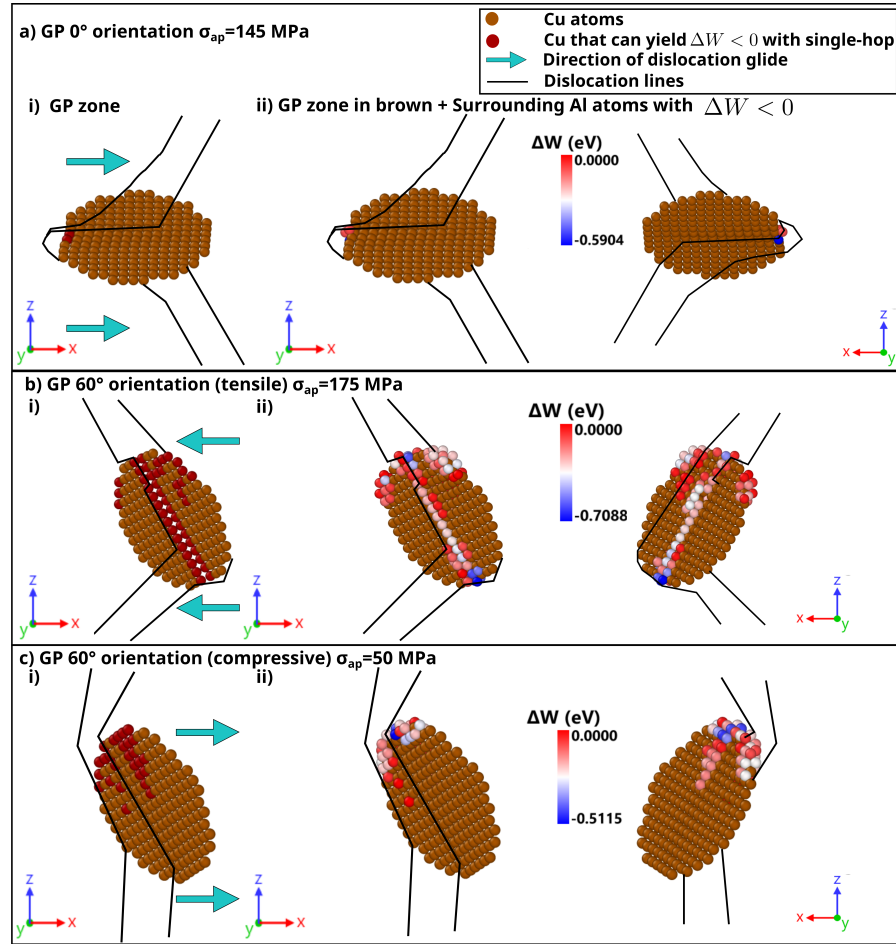 Cu atoms
Cu that can yield ΔW < 0 with single-hop
Direction of dislocation glide
Dislocation lines
a) GP 0° orientation σap=145 MPa
i) GP zone
ii) GP zone in brown + Surrounding Al atoms with ΔW < 0
ΔW (eV)
0.0000
-0.5904
z
y
x
z
y
x
z
x
y
b) GP 60° orientation (tensile) σap=175 MPa
i)
ii)
ΔW (eV)
0.0000
-0.7088
z
y
x
z
y
x
z
x
y
c) GP 60° orientation (compressive) σap=50 MPa
i)
ii)
ΔW (eV)
0.0000
-0.5115
z
y
x
z
y
x
z
x
y